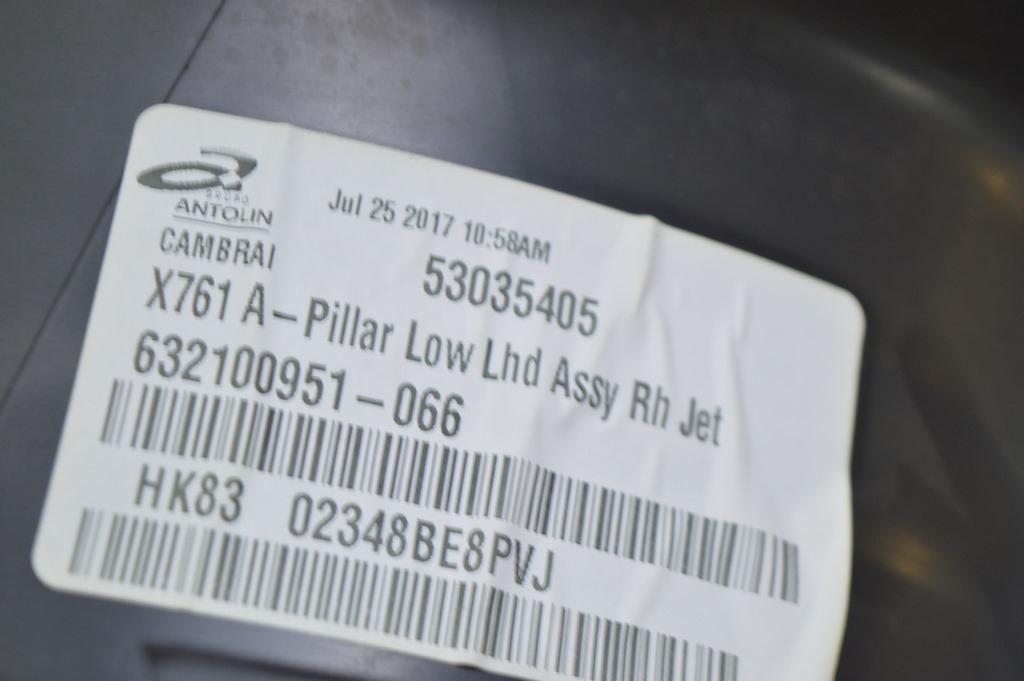 GRUPO
ANTOLIN
Jul 25 2017 10:58AM
CAMBRAI
53035405
X761 A-Pillar Low Lhd Assy Rh Jet
632100951-066
HK83 02348BE8PVJ